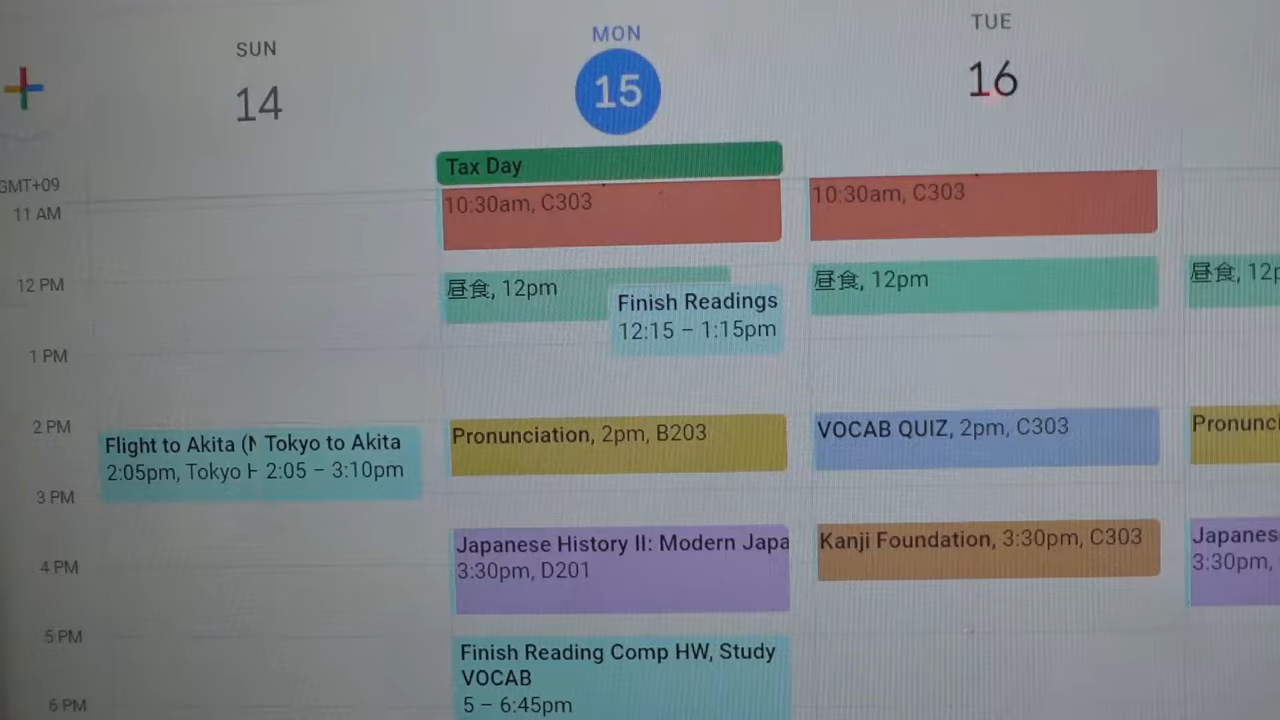 SUN
14
MON
15
TUE
16
GMT+09
Tax Day
11 AM
10:30am, C303
10:30am, C303
12 PM
昼食, 12pm
Finish Readings
12:15 – 1:15pm
昼食, 12pm
昼食, 12p
1 PM
2 PM
Flight to Akita (
2:05pm, Tokyo
Tokyo to Akita
2:05 – 3:10pm
Pronunciation, 2pm, B203
VOCAB QUIZ, 2pm, C303
Pronunc
3 PM
Japanese History II: Modern Japa
3:30pm, D201
Kanji Foundation, 3:30pm, C303
Japanes
3:30pm,
4 PM
5 PM
Finish Reading Comp HW, Study
VOCAB
5 – 6:45pm
6 PM